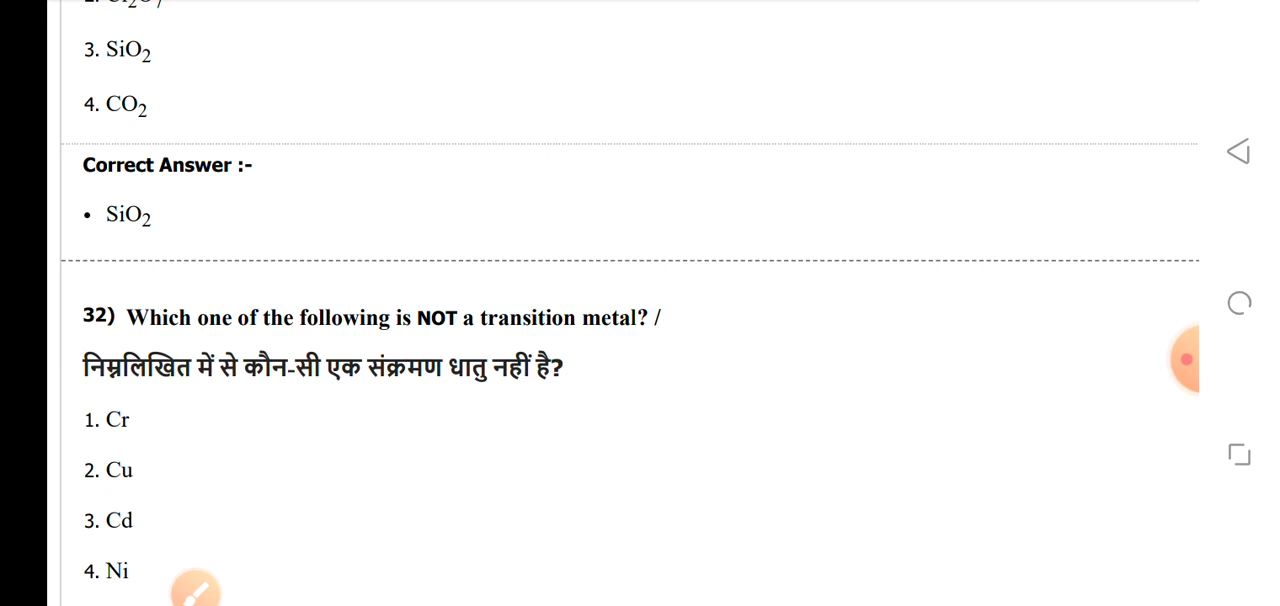 3. SiO2
4. CO2
Correct Answer :-
• SiO2
32) Which one of the following is NOT a transition metal? /
निम्नलिखित में से कौन-सी एक संक्रमण धातु नहीं है?
1. Cr
2. Cu
3. Cd
4. Ni